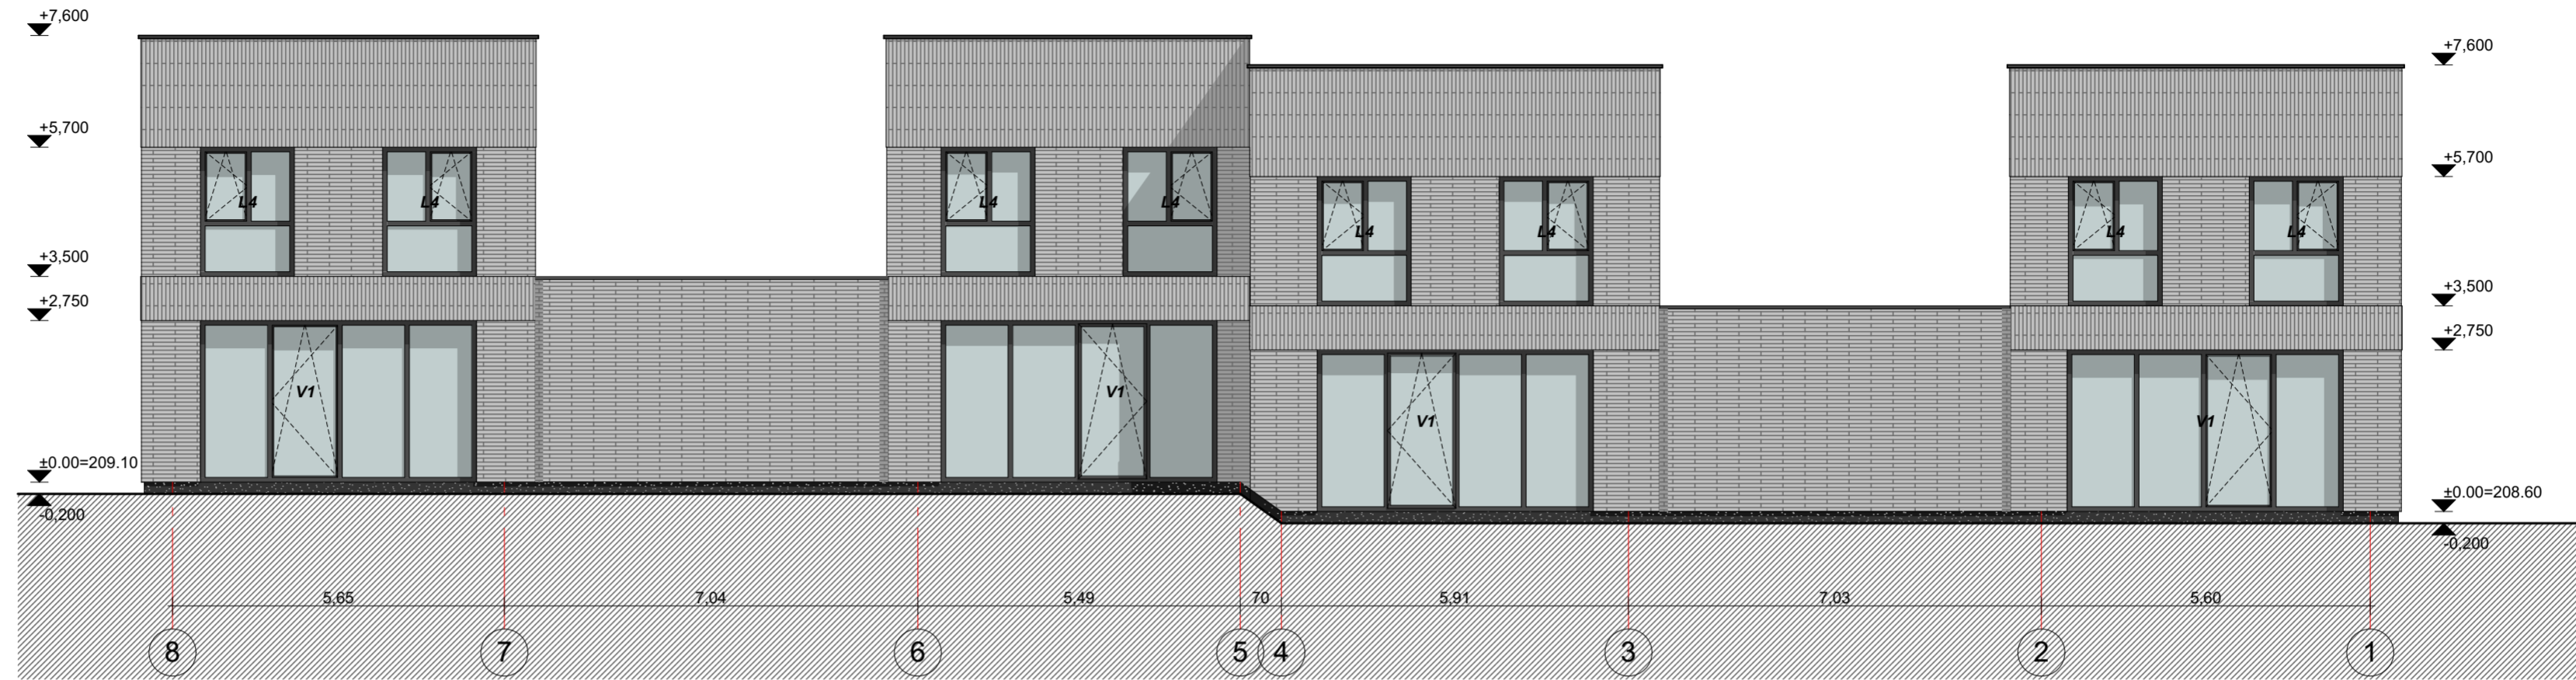 +7,600
+7,600
+5,700
+5,700
L4
L4
L4
L4
L4
L4
L4
L4
+3,500
+3,500
+2,750
+2,750
V1
V1
V1
V1
±0.00=209.10
±0.00=208.60
-0,200
-0,200
5,65
7,04
5,49
70
5,91
7,03
5,60
8
7
6
5
4
3
2
1